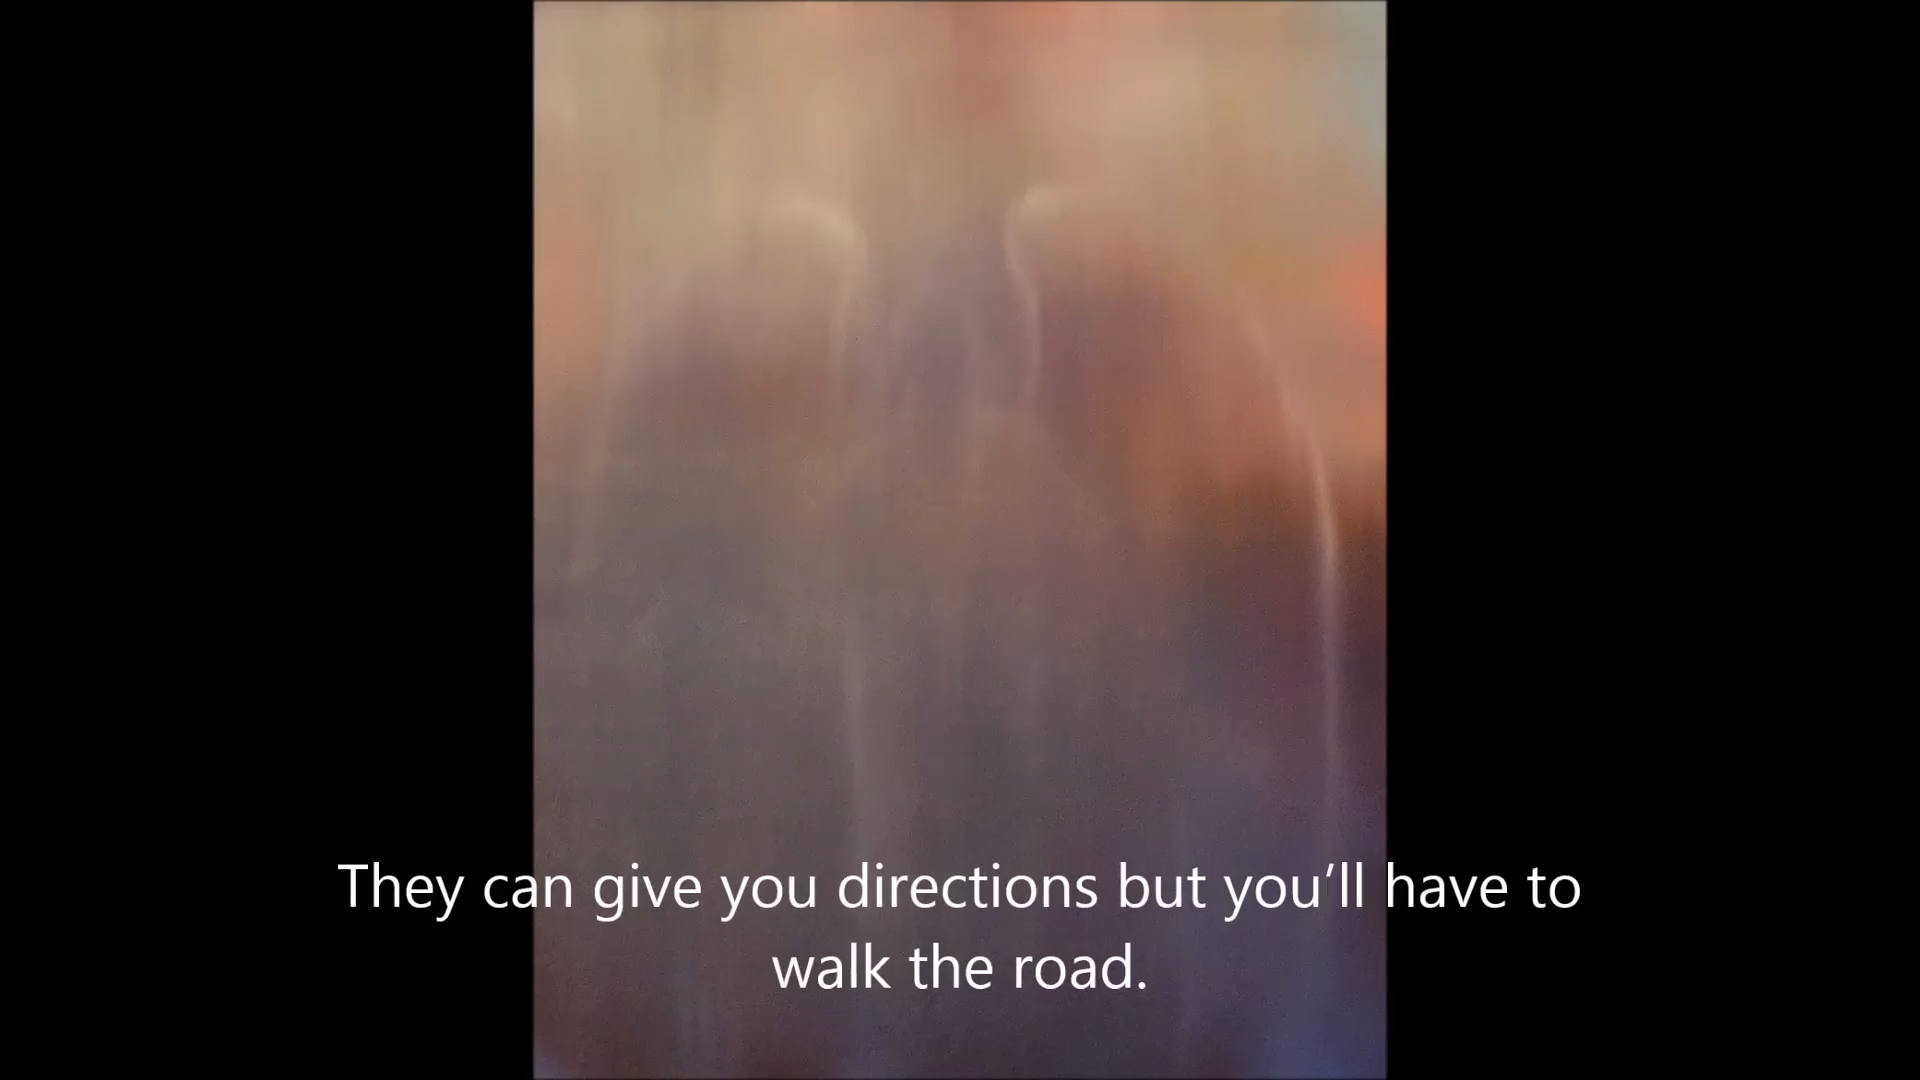 They can give you directions but you’ll have to
walk the road.